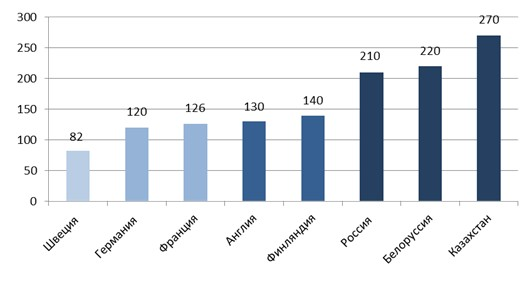 300
250
200
150
100
50
0
82
120
126
130
140
210
220
270
Швеция
Германия
Франция
Англия
Финляндия
Россия
Белоруссия
Казахстан